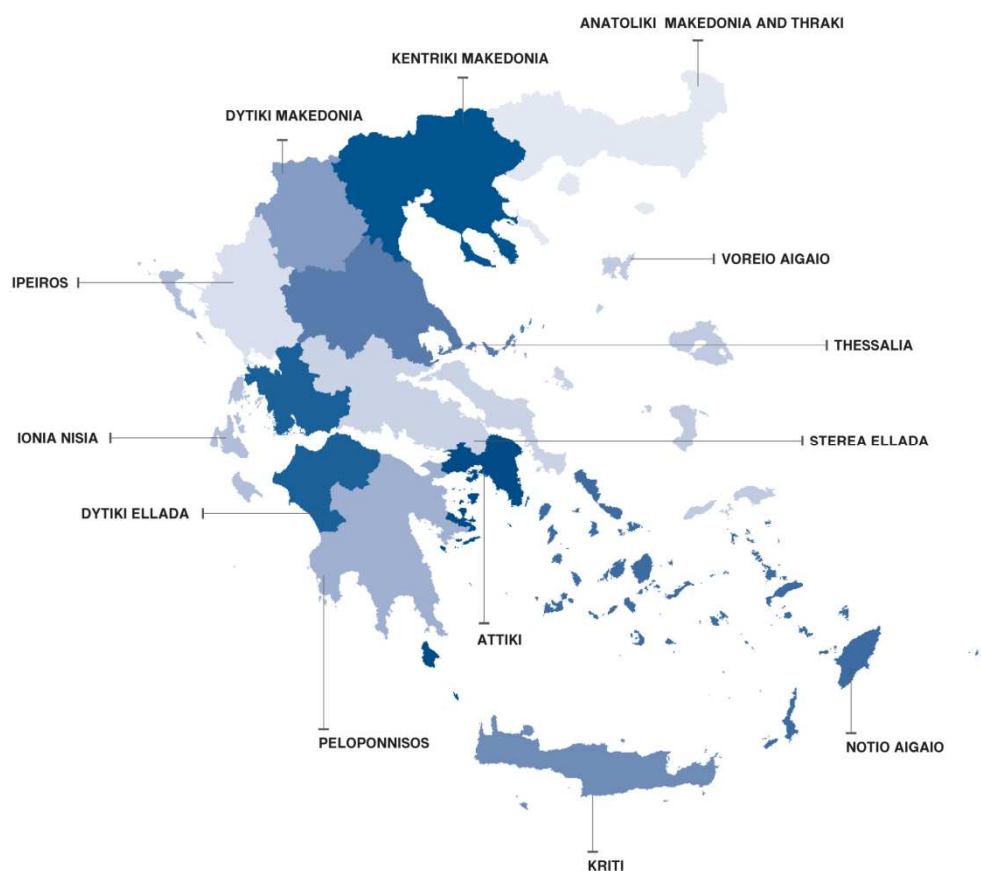 ANATOLIKI MAKEDONIA AND THRAKI
KENTRIKI MAKEDONIA
DYTIKI MAKEDONIA
VOREIO AIGAIO
IPEIROS
THESSALIA
IONIA NISIA
STEREA ELLADA
DYTIKI ELLADA
ATTIKI
PELOPONNISOS
NOTIO AIGAIO
KRITI